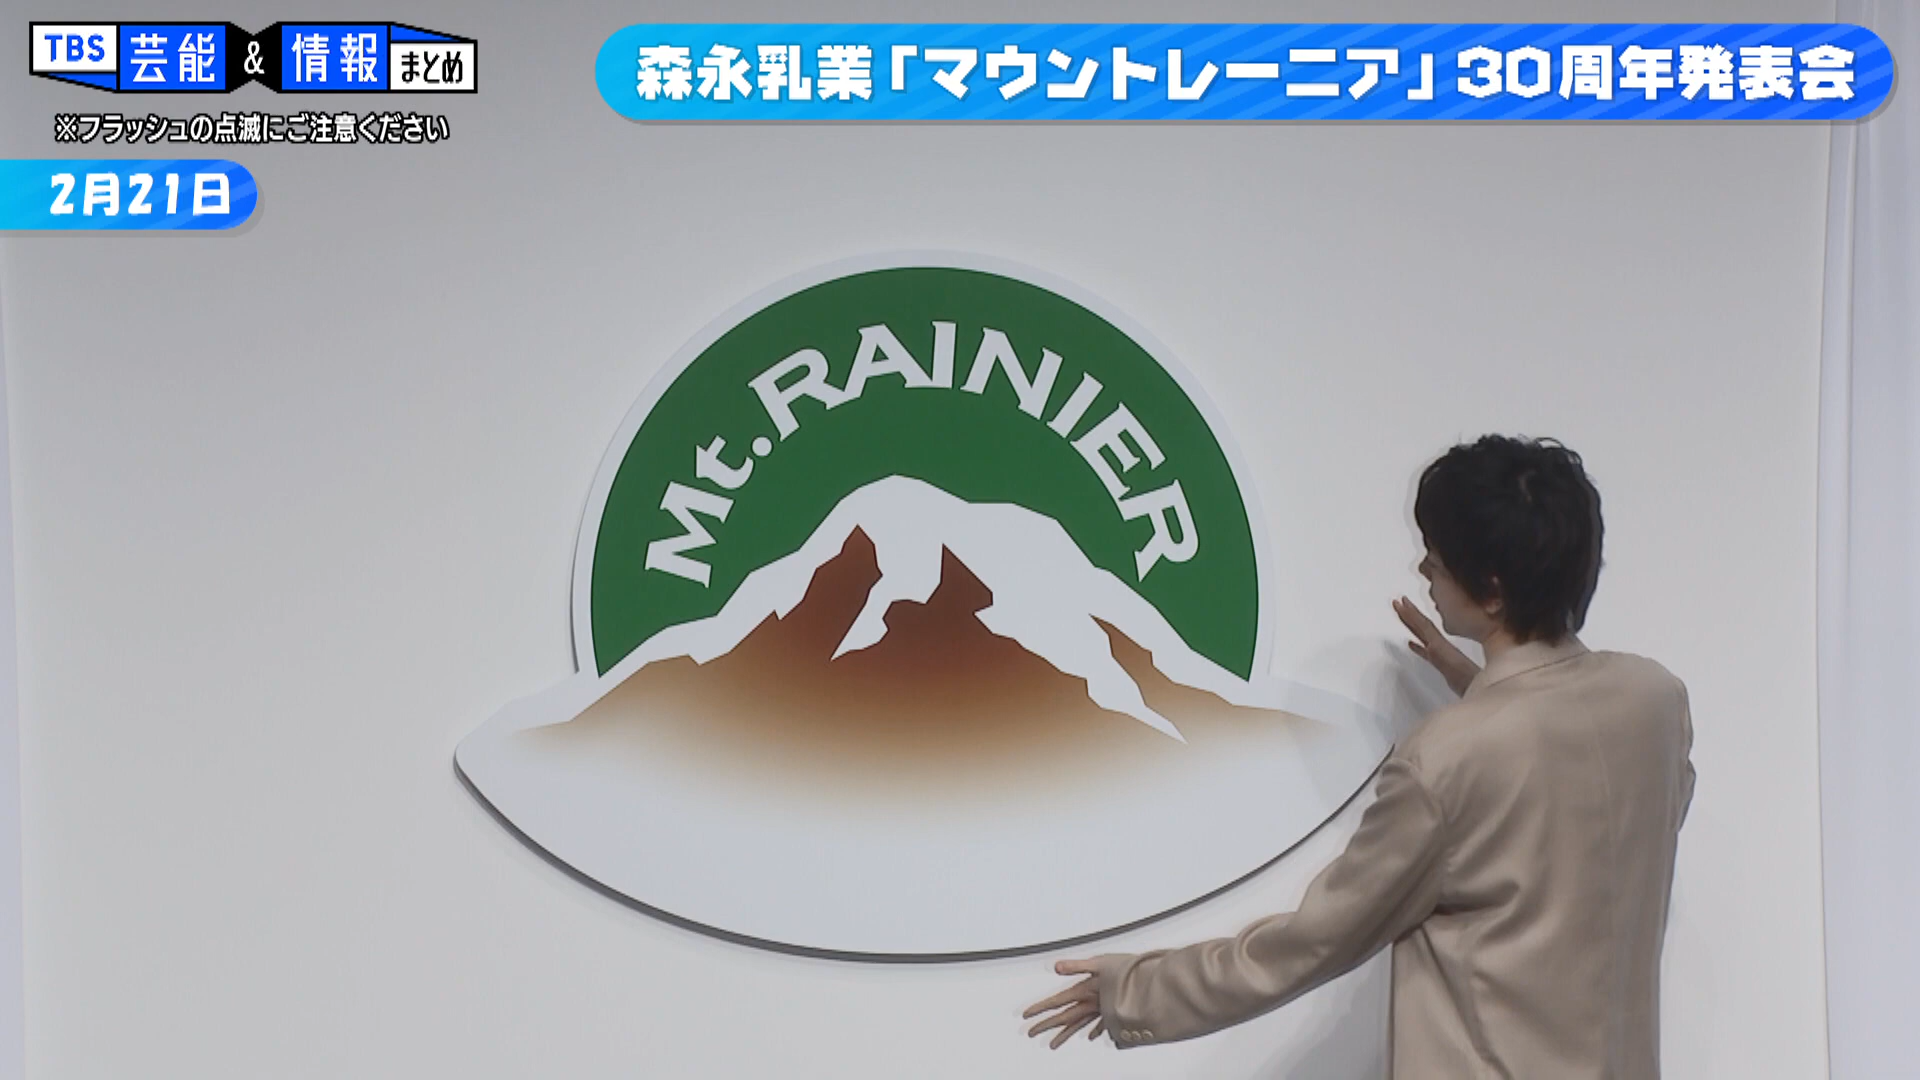 TBS 芸能&情報まとめ
森永乳業「マウントレーニア」30周年発表会
※フラッシュの点滅にご注意ください
2月21日
Mt.RAINIER